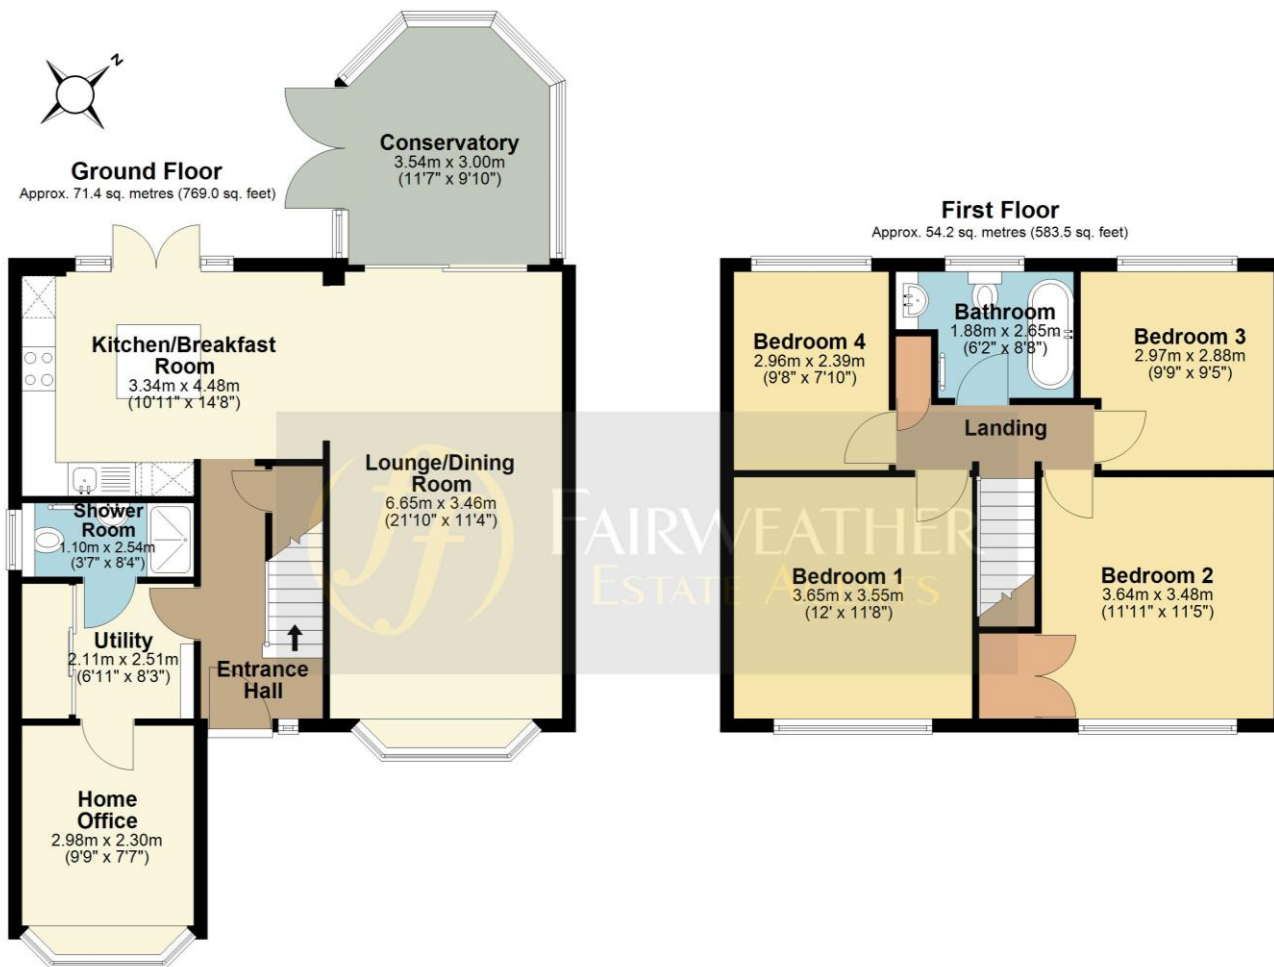 N
Ground Floor
Approx. 71.4 sq. metres (769.0 sq. feet)
Conservatory
3.54m x 3.00m
(11'7" x 9'10")
Kitchen/Breakfast
Room
3.34m x 4.48m
(10'11" x 14'8")
Lounge/Dining
Room
6.65m x 3.46m
(21'10" x 11'4")
Shower
Room
1.10m x 2.54m
(3'7" x 8'4")
Utility
2.11m x 2.51m
(6'11" x 8'3")
Entrance
Hall
Home
Office
2.98m x 2.30m
(9'9" x 7'7")
First Floor
Approx. 54.2 sq. metres (583.5 sq. feet)
Bedroom 4
2.96m x 2.39m
(9'8" x 7'10")
Bathroom
1.88m x 2.65m
(6'2" x 8'8")
Bedroom 3
2.97m x 2.88m
(9'9" x 9'5")
Landing
Bedroom 1
3.65m x 3.55m
(12' x 11'8")
Bedroom 2
3.64m x 3.48m
(11'11" x 11'5")
FAIRWEATHER
ESTATE AGENTS